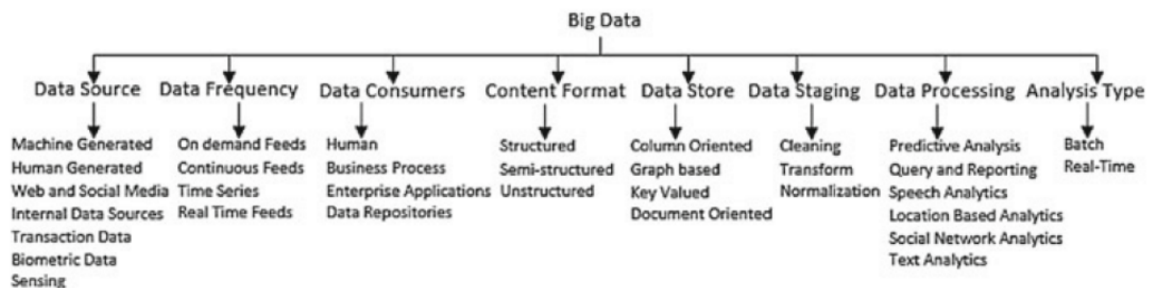 Big Data
Data Source
Data Frequency
Data Consumers
Content Format
Data Store
Data Staging
Data Processing
Analysis Type
Machine Generated
Human Generated
Web and Social Media
Internal Data Sources
Transaction Data
Biometric Data
Sensing
On demand Feeds
Continuous Feeds
Time Series
Real Time Feeds
Human
Business Process
Enterprise Applications
Data Repositories
Structured
Semi-structured
Unstructured
Column Oriented
Graph based
Key Valued
Document Oriented
Cleaning
Transform
Normalization
Predictive Analysis
Query and Reporting
Speech Analytics
Location Based Analytics
Social Network Analytics
Text Analytics
Batch
Real-Time